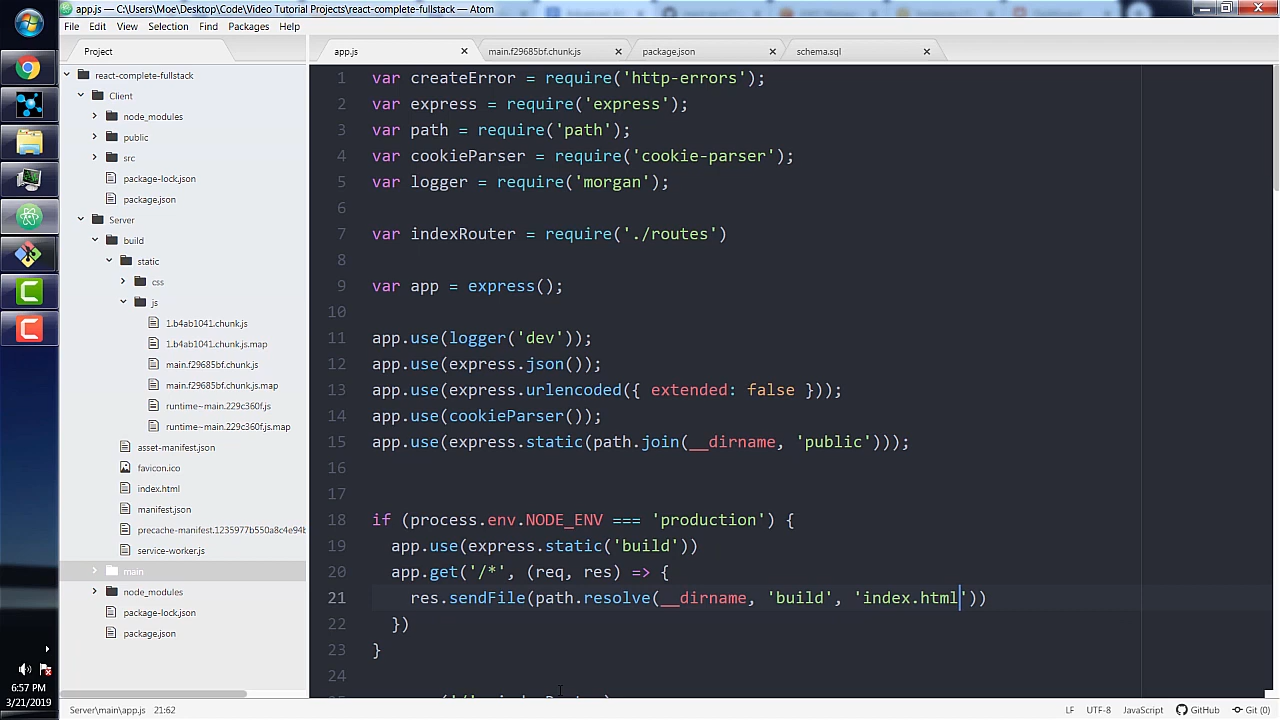 app.js — C:\Users\Moe\Desktop\Code\Video Tutorial Projects\react-complete-fullstack — Atom
File Edit View Selection Find Packages Help
Project
app.js
main.f29685bf.chunk.js
package.json
schema.sql
react-complete-fullstack
Client
node_modules
public
src
package-lock.json
package.json
Server
build
static
css
js
1.b4ab1041.chunk.js
1.b4ab1041.chunk.js.map
main.f29685bf.chunk.js
main.f29685bf.chunk.js.map
runtime~main.229c360f.js
runtime~main.229c360f.js.map
asset-manifest.json
favicon.ico
index.html
manifest.json
precache-manifest.1235977b550a8c4e94b
service-worker.js
main
node_modules
package-lock.json
package.json
1 var createError = require('http-errors');
2 var express = require('express');
3 var path = require('path');
4 var cookieParser = require('cookie-parser');
5 var logger = require('morgan');
6
7 var indexRouter = require('./routes')
8
9 var app = express();
10
11 app.use(logger('dev'));
12 app.use(express.json());
13 app.use(express.urlencoded({ extended: false }));
14 app.use(cookieParser());
15 app.use(express.static(path.join(__dirname, 'public')));
16
17
18 if (process.env.NODE_ENV === 'production') {
19 app.use(express.static('build'))
20 app.get('/*', (req, res) => {
21 res.sendFile(path.resolve(__dirname, 'build', 'index.html'))
22 })
23 }
24
6:57 PM
3/21/2019
Server\main\app.js 21:62
LF UTF-8 JavaScript GitHub Git (0)